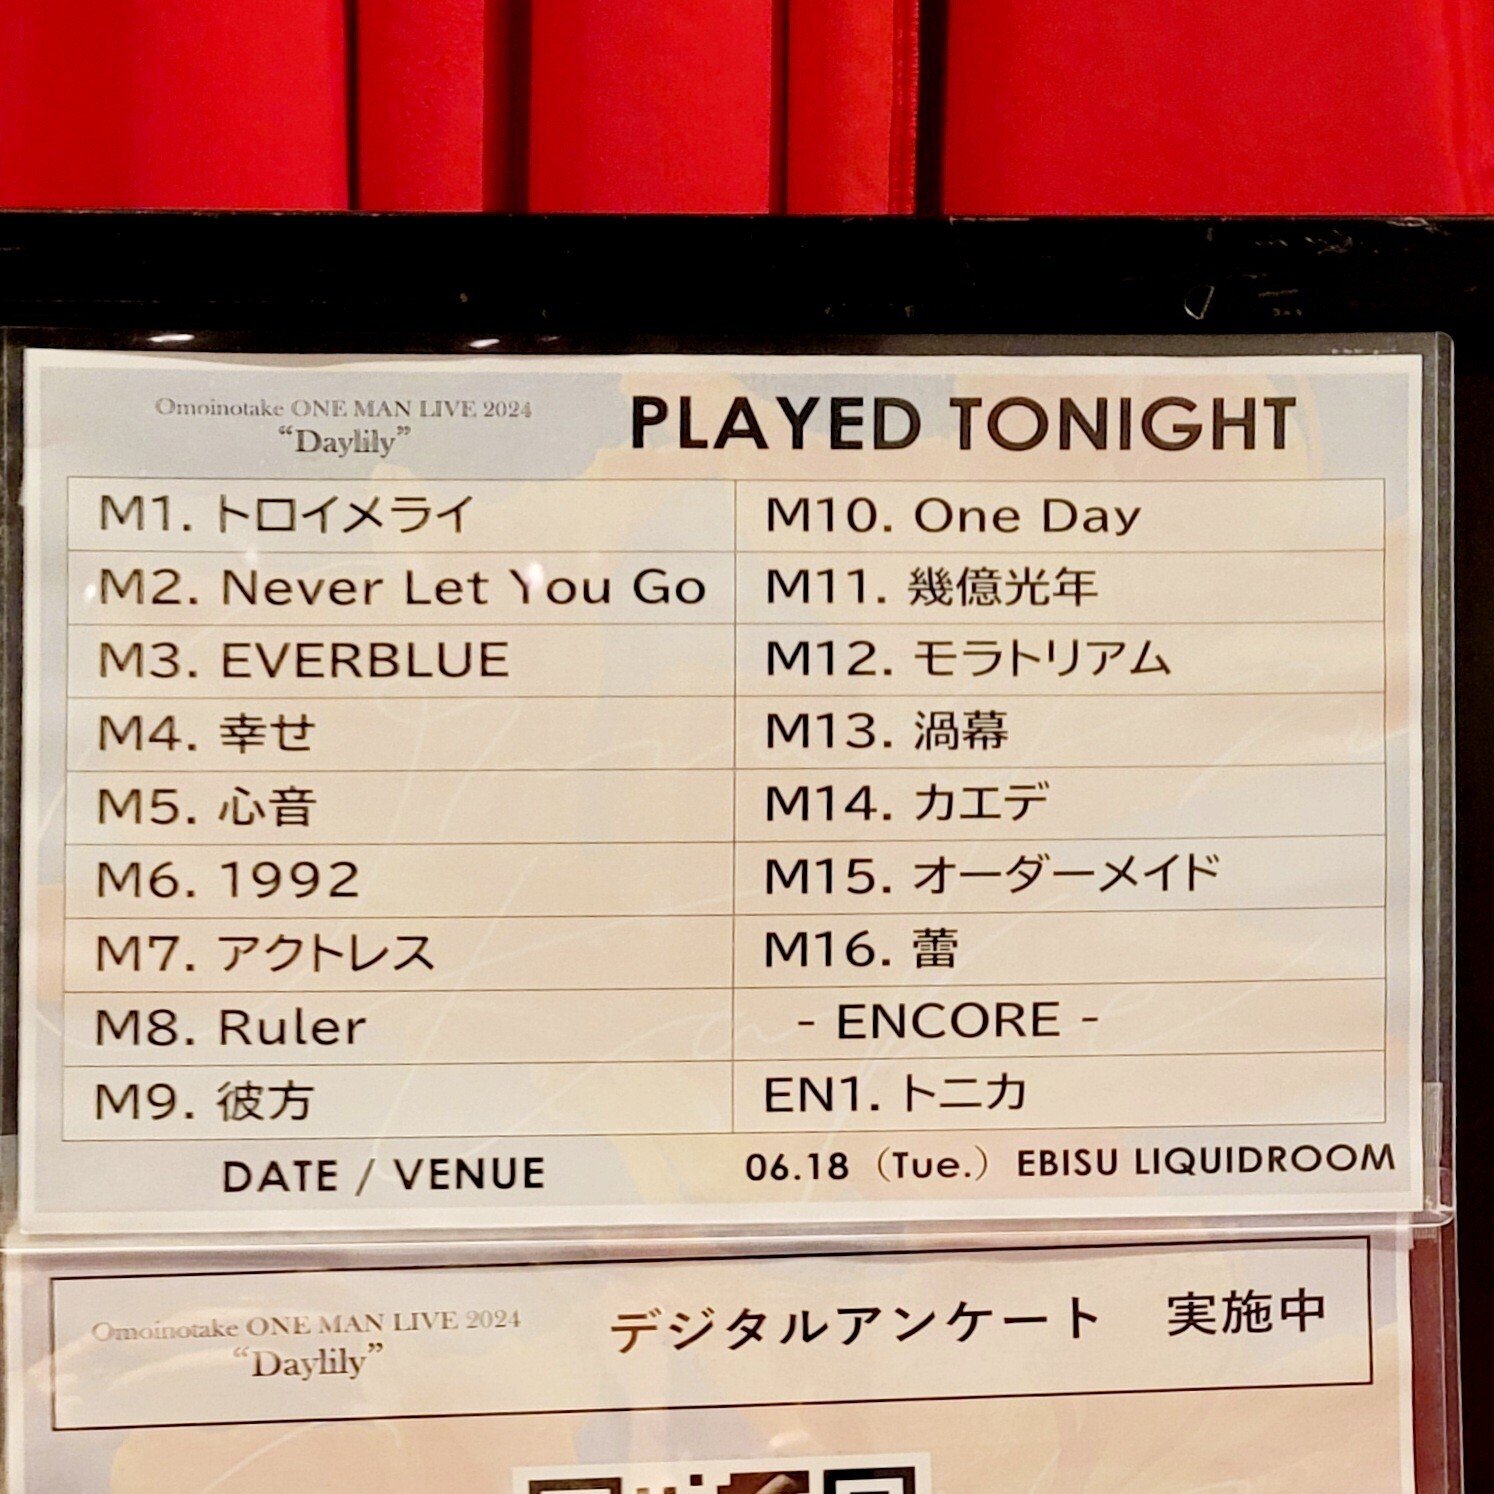 Omoinotake ONE MAN LIVE 2024
“Daylily”
PLAYED TONIGHT
M1. トロイメライ
M2. Never Let You Go
M3. EVERBLUE
M4. 幸せ
M5. 心音
M6. 1992
M7. アクトレス
M8. Ruler
M9. 彼方
M10. One Day
M11. 幾億光年
M12. モラトリアム
M13. 渦幕
M14. カエデ
M15. オーダーメイド
M16. 蕾
- ENCORE -
EN1. トニカ
DATE / VENUE
06.18（Tue.）EBISU LIQUIDROOM
Omoinotake ONE MAN LIVE 2024
“Daylily”
デジタルアンケート 実施中